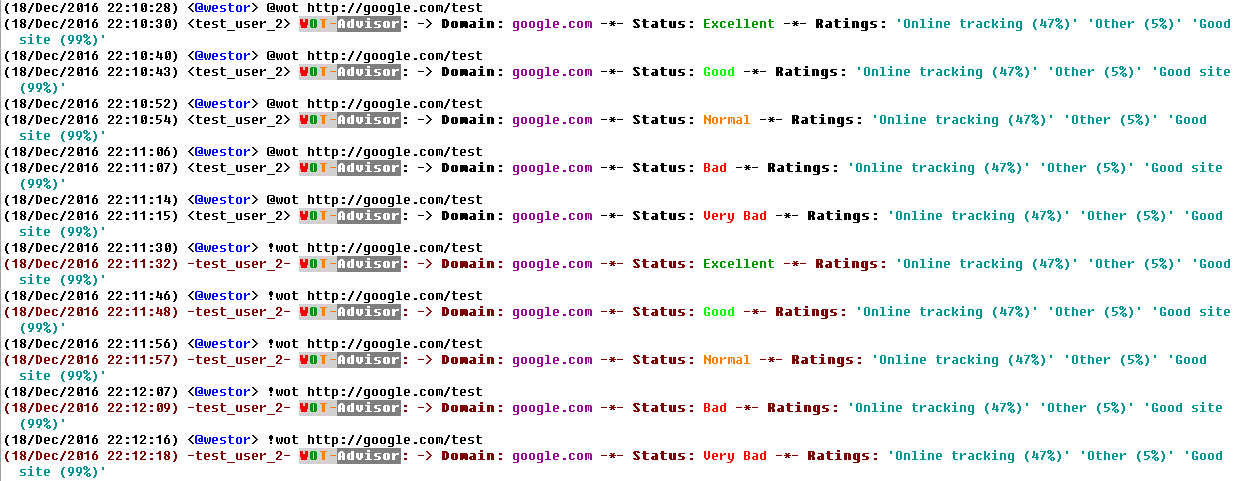 (18/Dec/2016 22:10:28) <@westor> @wot http://google.com/test
(18/Dec/2016 22:10:30) <test_user_2> WOT-Advisor: -> Domain: google.com -*- Status: Excellent -*- Ratings: 'Online tracking (47%)' 'Other (5%)' 'Good
site (99%)'
(18/Dec/2016 22:10:40) <@westor> @wot http://google.com/test
(18/Dec/2016 22:10:43) <test_user_2> WOT-Advisor: -> Domain: google.com -*- Status: Good -*- Ratings: 'Online tracking (47%)' 'Other (5%)' 'Good site
(99%)'
(18/Dec/2016 22:10:52) <@westor> @wot http://google.com/test
(18/Dec/2016 22:10:54) <test_user_2> WOT-Advisor: -> Domain: google.com -*- Status: Normal -*- Ratings: 'Online tracking (47%)' 'Other (5%)' 'Good
site (99%)'
(18/Dec/2016 22:11:06) <@westor> @wot http://google.com/test
(18/Dec/2016 22:11:07) <test_user_2> WOT-Advisor: -> Domain: google.com -*- Status: Bad -*- Ratings: 'Online tracking (47%)' 'Other (5%)' 'Good site
(99%)'
(18/Dec/2016 22:11:14) <@westor> @wot http://google.com/test
(18/Dec/2016 22:11:15) <test_user_2> WOT-Advisor: -> Domain: google.com -*- Status: Very Bad -*- Ratings: 'Online tracking (47%)' 'Other (5%)' 'Good
site (99%)'
(18/Dec/2016 22:11:30) <@westor> !wot http://google.com/test
(18/Dec/2016 22:11:32) -test_user_2- WOT-Advisor: -> Domain: google.com -*- Status: Excellent -*- Ratings: 'Online tracking (47%)' 'Other (5%)' 'Good
site (99%)'
(18/Dec/2016 22:11:46) <@westor> !wot http://google.com/test
(18/Dec/2016 22:11:48) -test_user_2- WOT-Advisor: -> Domain: google.com -*- Status: Good -*- Ratings: 'Online tracking (47%)' 'Other (5%)' 'Good site
(99%)'
(18/Dec/2016 22:11:56) <@westor> !wot http://google.com/test
(18/Dec/2016 22:11:57) -test_user_2- WOT-Advisor: -> Domain: google.com -*- Status: Normal -*- Ratings: 'Online tracking (47%)' 'Other (5%)' 'Good
site (99%)'
(18/Dec/2016 22:12:07) <@westor> !wot http://google.com/test
(18/Dec/2016 22:12:09) -test_user_2- WOT-Advisor: -> Domain: google.com -*- Status: Bad -*- Ratings: 'Online tracking (47%)' 'Other (5%)' 'Good site
(99%)'
(18/Dec/2016 22:12:16) <@westor> !wot http://google.com/test
(18/Dec/2016 22:12:18) -test_user_2- WOT-Advisor: -> Domain: google.com -*- Status: Very Bad -*- Ratings: 'Online tracking (47%)' 'Other (5%)' 'Good
site (99%)'